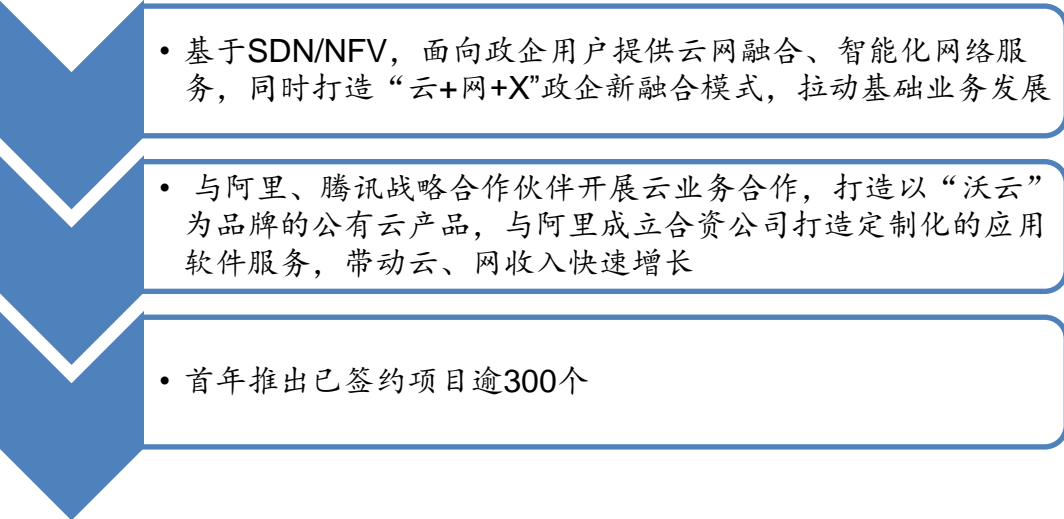 • 基于SDN/NFV，面向政企用户提供云网融合、智能化网络服
务，同时打造“云+网+X”政企新融合模式，拉动基础业务发展
• 与阿里、腾讯战略合作伙伴开展云业务合作，打造以“沃云”
为品牌的公有云产品，与阿里成立合资公司打造定制化的应用
软件服务，带动云、网收入快速增长
• 首年推出已签约项目逾300个